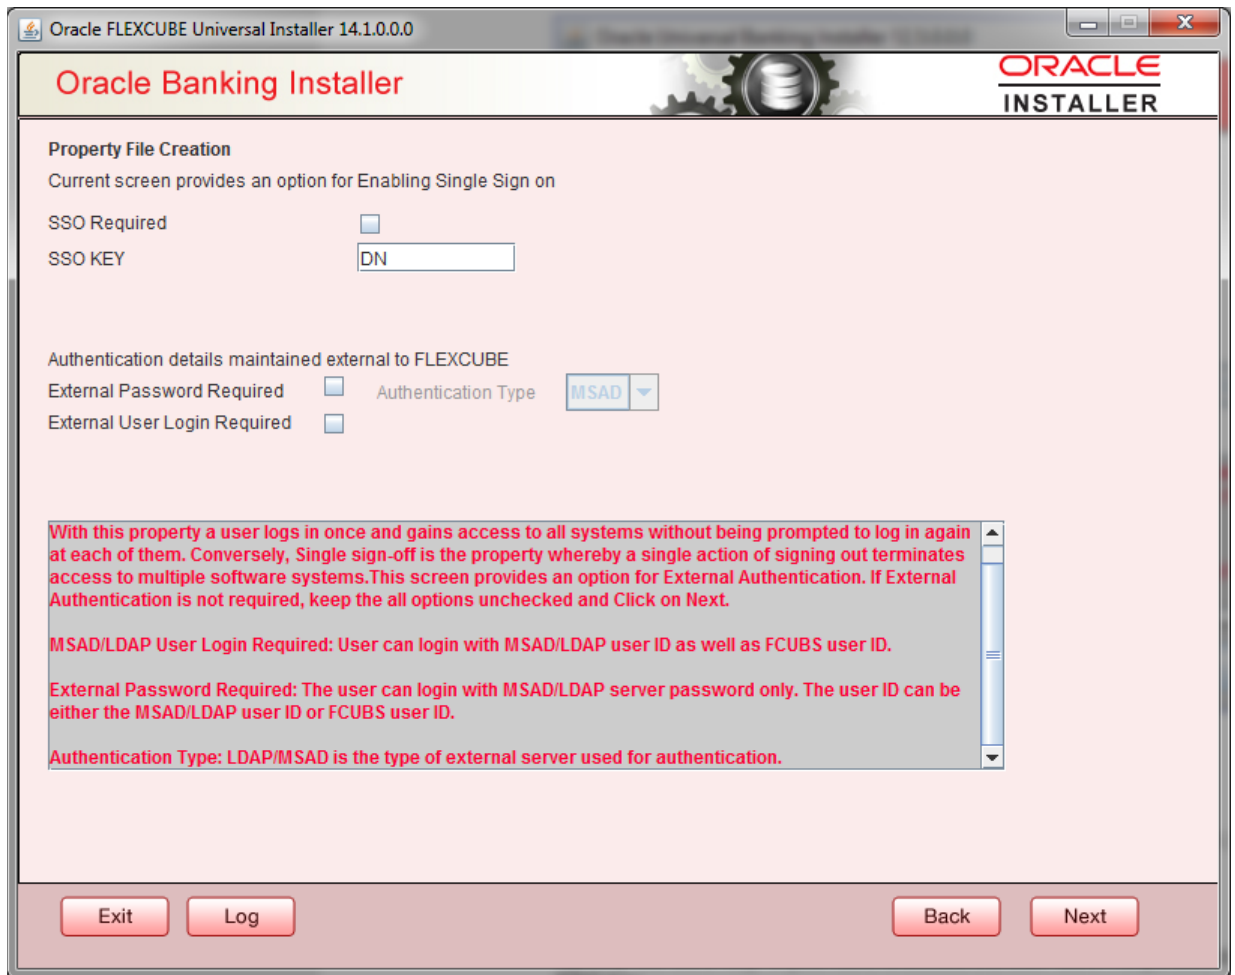 Oracle FLEXCUBE Universal Installer 14.1.0.0.0
Oracle Banking Installer
ORACLE
INSTALLER
Property File Creation
Current screen provides an option for Enabling Single Sign on
SSO Required
SSO KEY DN
Authentication details maintained external to FLEXCUBE
External Password Required Authentication Type MSAD
External User Login Required
With this property a user logs in once and gains access to all systems without being prompted to log in again
at each of them. Conversely, Single sign-off is the property whereby a single action of signing out terminates
access to multiple software systems.This screen provides an option for External Authentication. If External
Authentication is not required, keep the all options unchecked and Click on Next.
MSAD/LDAP User Login Required: User can login with MSAD/LDAP user ID as well as FCUBS user ID.
External Password Required: The user can login with MSAD/LDAP server password only. The user ID can be
either the MSAD/LDAP user ID or FCUBS user ID.
Authentication Type: LDAP/MSAD is the type of external server used for authentication.
Exit Log Back Next